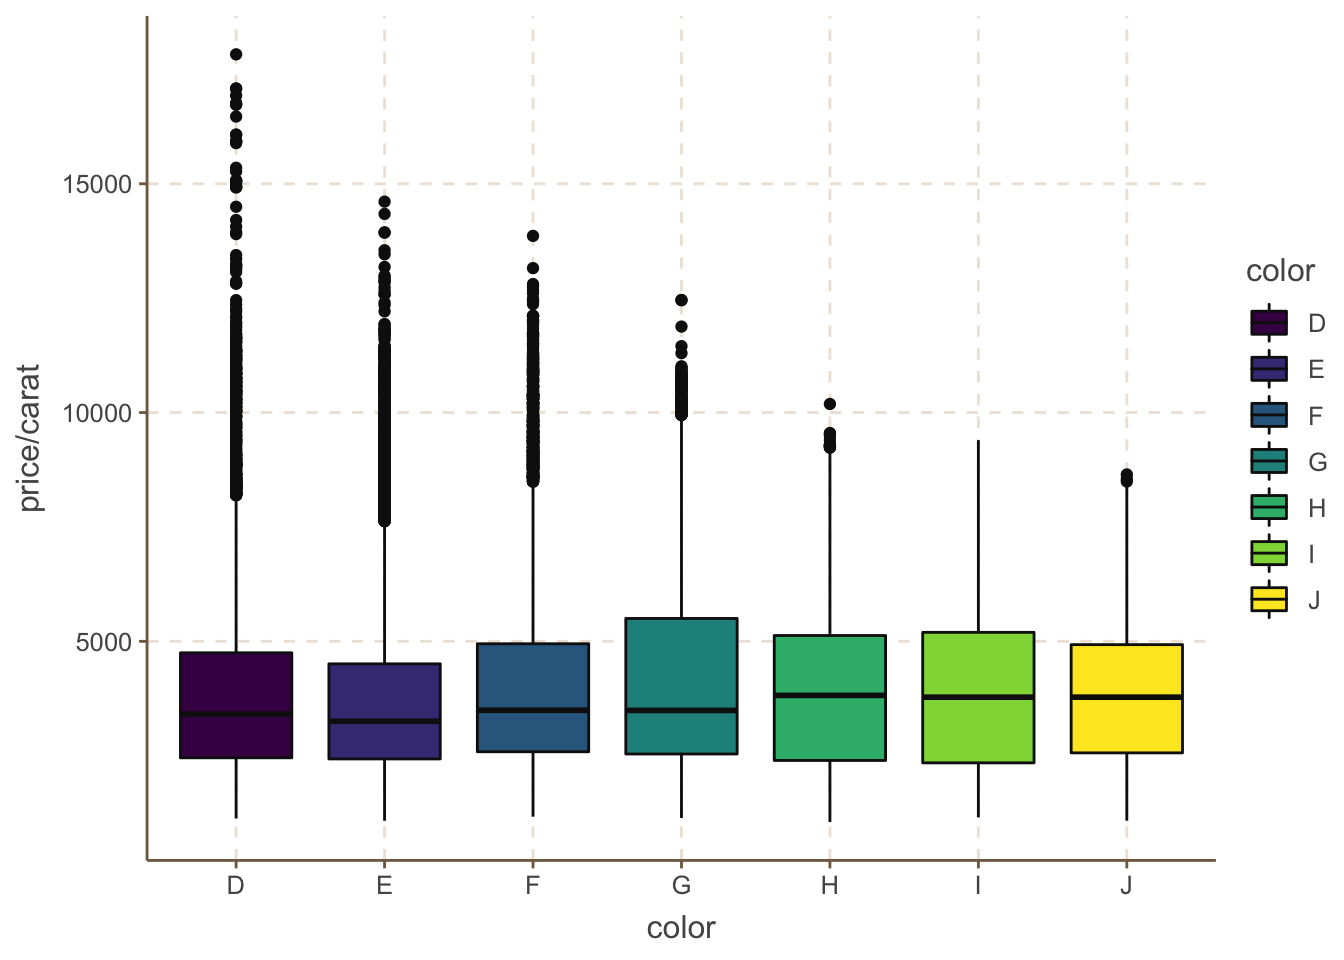 price/carat
15000
10000
5000
D E F G H I J
color
color
D
E
F
G
H
I
J